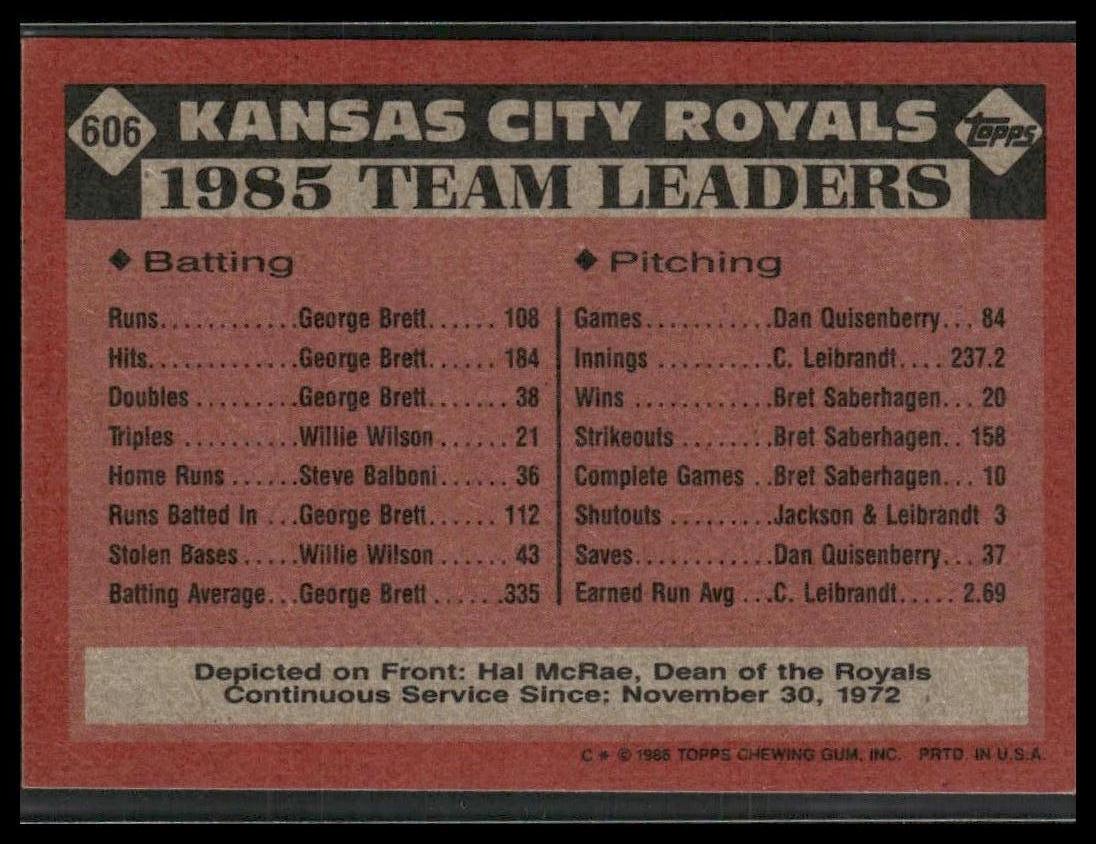 606 KANSAS CITY ROYALS Topps
1985 TEAM LEADERS
◆ Batting
Runs............George Brett...... 108
Hits.............George Brett...... 184
Doubles .........George Brett....... 38
Triples ..........Willie Wilson ...... 21
Home Runs ......Steve Balboni...... 36
Runs Batted In ...George Brett...... 112
Stolen Bases.....Willie Wilson...... 43
Batting Average...George Brett .......335
◆ Pitching
Games...........Dan Quisenberry... 84
Innings ..........C. Leibrandt.... 237.2
Wins ............Bret Saberhagen... 20
Strikeouts ........Bret Saberhagen.. 158
Complete Games ..Bret Saberhagen... 10
Shutouts .........Jackson & Leibrandt 3
Saves............Dan Quisenberry... 37
Earned Run Avg ...C. Leibrandt..... 2.69
Depicted on Front: Hal McRae, Dean of the Royals
Continuous Service Since: November 30, 1972
C * © 1986 TOPPS CHEWING GUM, INC. PRTD. IN U.S.A.